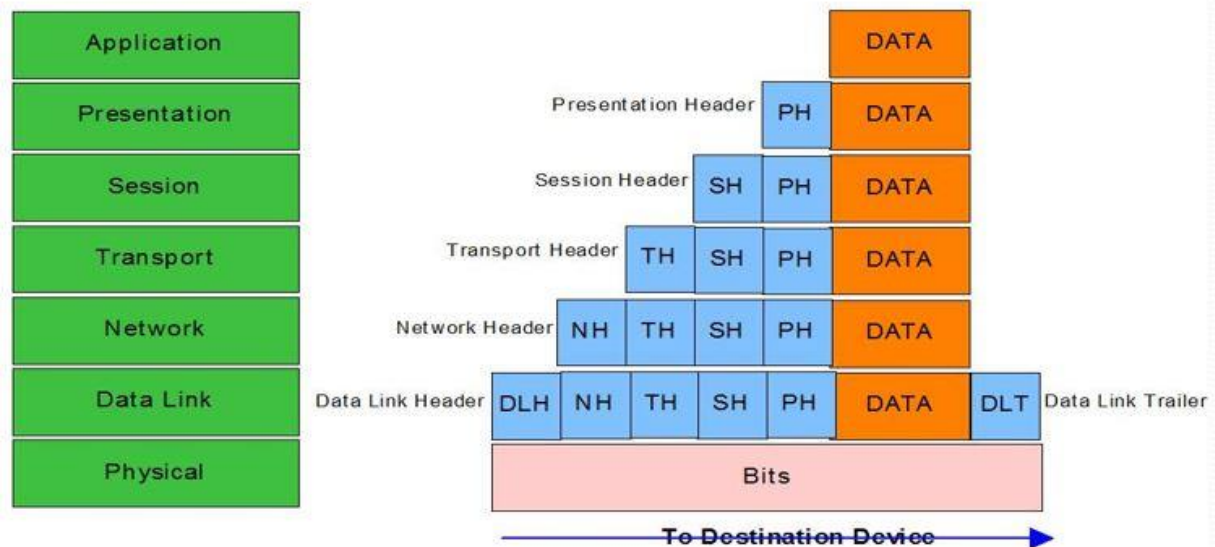 Application DATA
Presentation Presentation Header PH DATA
Session Session Header SH PH DATA
Transport Transport Header TH SH PH DATA
Network Network Header NH TH SH PH DATA
Data Link Data Link Header DLH NH TH SH PH DATA DLT Data Link Trailer
Physical Bits
To Destination Device